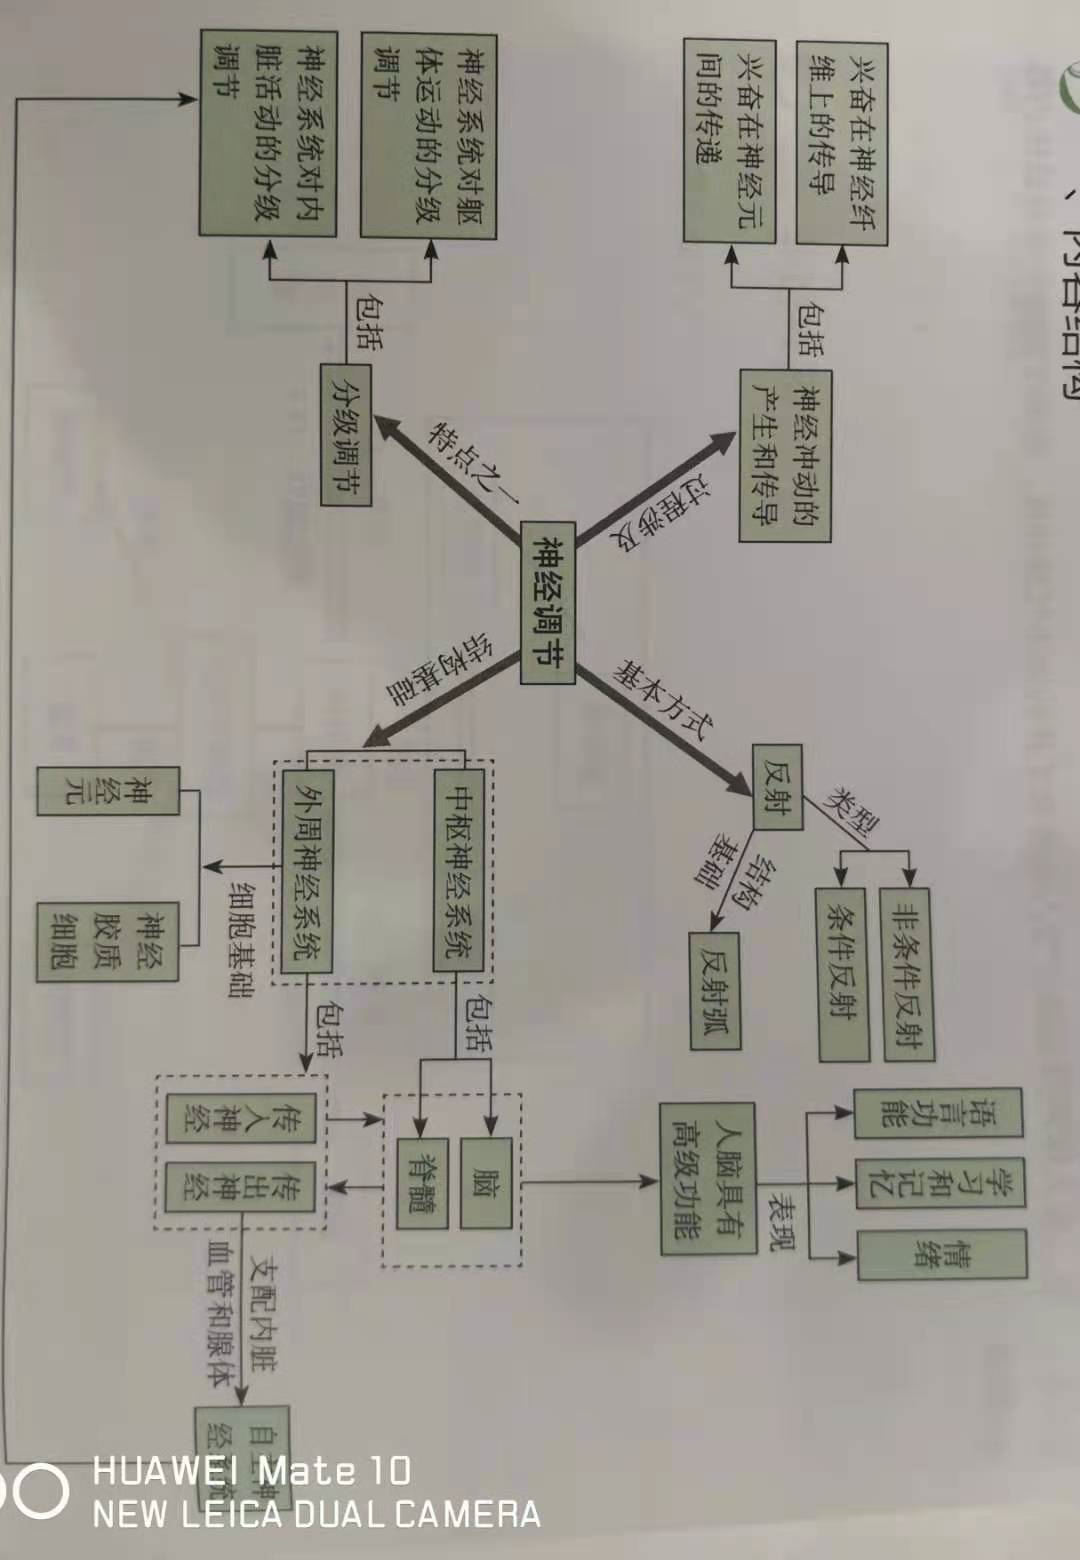 、内容结构
兴奋在神经纤
维上的传导
兴奋在神经元
间的传递
包括
神经冲动的
产生和传导
过程涉及
神经系统对躯
体运动的分级
调节
神经系统对内
脏活动的分级
调节
包括
分级调节
特点之一
神经调节
基本方式
反射
类型
非条件反射
条件反射
结构
基础
反射弧
结构基础
中枢神经系统
外周神经系统
细胞基础
神
经
元
神经
胶质
细胞
包括
脑
脊髓
包括
传入
神
经
传出
神
经
人脑具有
高级功能
表现
语
言
功
能
学习
和
记
忆
情
绪
支配内脏
血管和腺体
HUAWEI Mate 10
NEW LEICA DUAL CAMERA